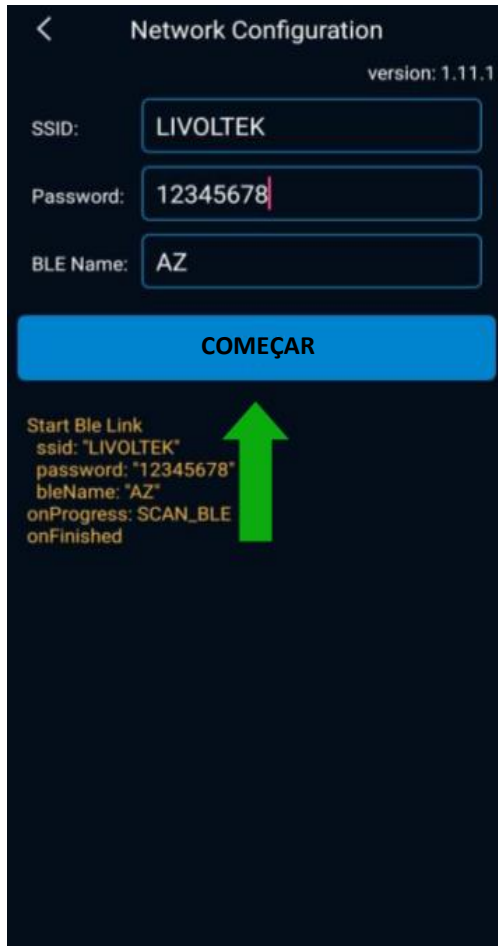 Network Configuration
version: 1.11.1
SSID: LIVOLTEK
Password: 12345678
BLE Name: AZ
COMEÇAR
Start Ble Link
ssid: "LIVOLTEK"
password: "12345678"
bleName: "AZ"
onProgress: SCAN_BLE
onFinished